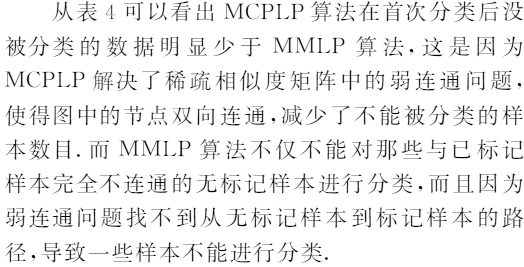 从表 4 可以看出 MCPLP 算法在首次分类后没
被分类的数据明显少于 MMLP 算法,这是因为
MCPLP 解决了稀疏相似度矩阵中的弱连通问题,
使得图中的节点双向连通,减少了不能被分类的样
本数目.而 MMLP 算法不仅不能对那些与已标记
样本完全不连通的无标记样本进行分类,而且因为
弱连通问题找不到从无标记样本到标记样本的路
径,导致一些样本不能进行分类.